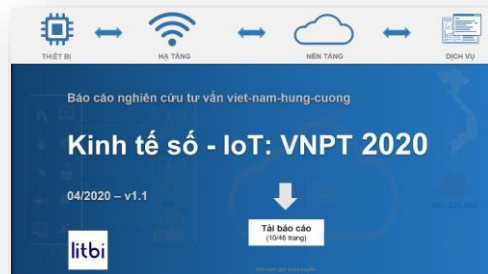 THIẾT BỊ
HẠ TẦNG
NỀN TẢNG
DỊCH VỤ
Báo cáo nghiên cứu tư vấn viet-nam-hung-cuong
Kinh tế số - IoT: VNPT 2020
04/2020 – v1.1
Tải báo cáo
(10/46 trang)
litbi